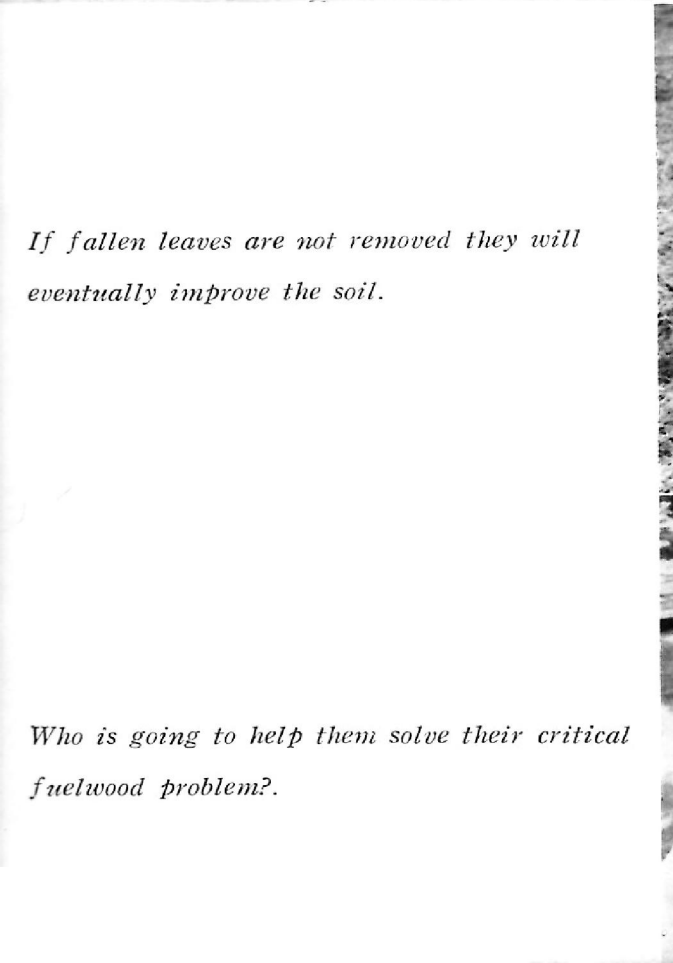 If fallen leaves are not removed they will
eventually improve the soil.
Who is going to help them solve their critical
fuelwood problem?.